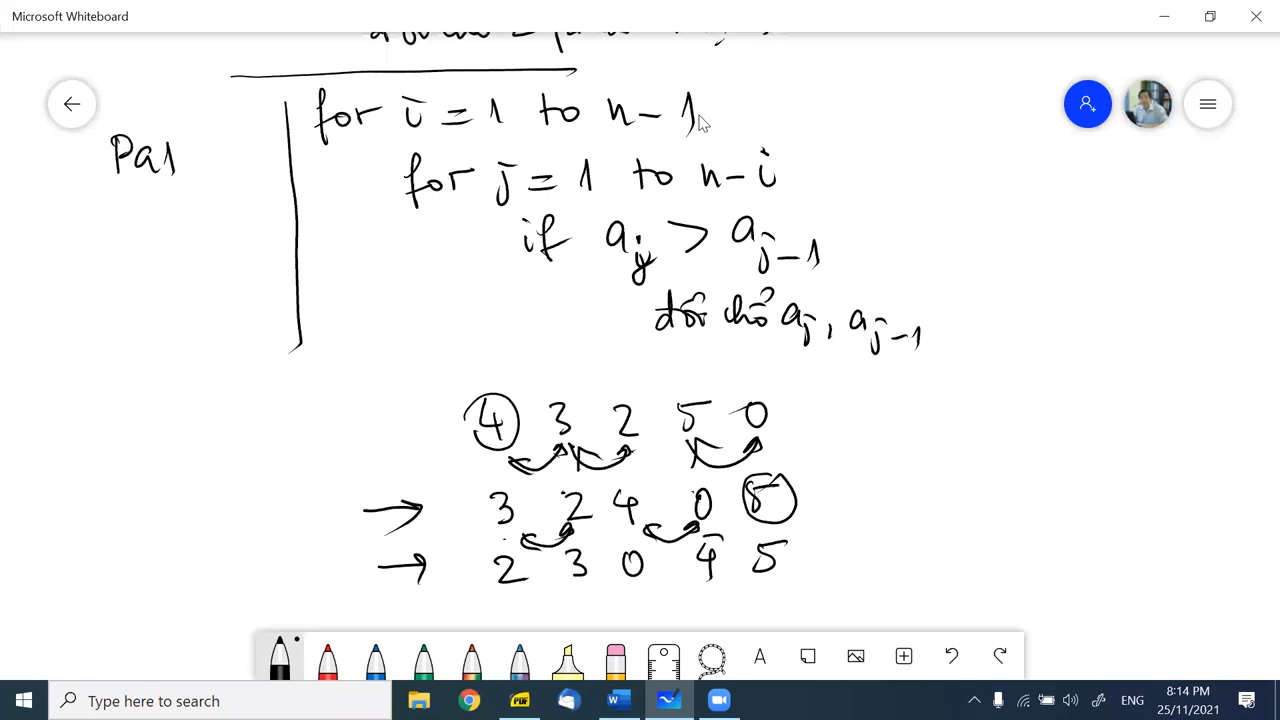 Microsoft Whiteboard
for i = 1 to n - 1
Pa1
for j = 1 to n - i
if aj > aj-1
đổi chỗ aj, aj-1
4 3 2 5 0
→ 3 2 4 0 5
→ 2 3 0 4 5
Type here to search
PDF
ENG
8:14 PM
25/11/2021